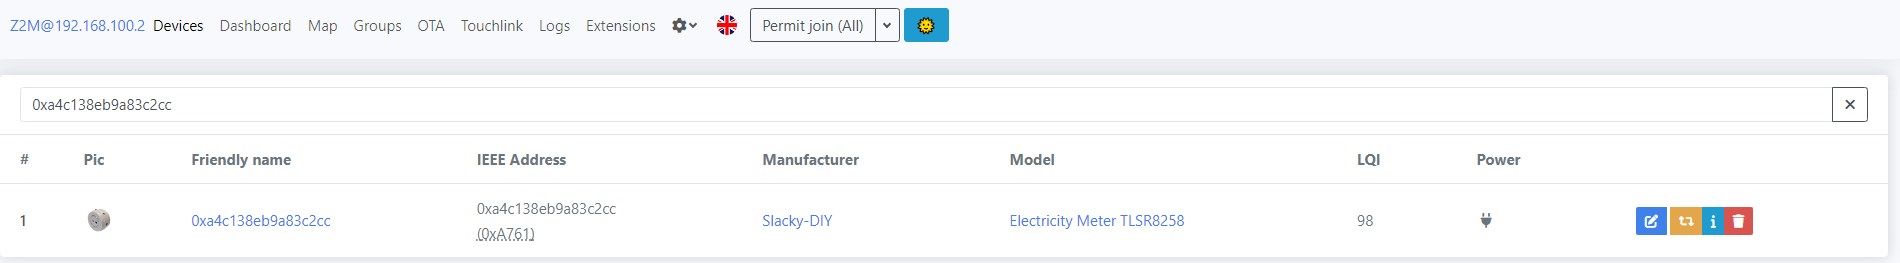 Z2M@192.168.100.2 Devices Dashboard Map Groups OTA Touchlink Logs Extensions Permit join (All)
0xa4c138eb9a83c2cc
# Pic Friendly name IEEE Address Manufacturer Model LQI Power
1 0xa4c138eb9a83c2cc 0xa4c138eb9a83c2cc Slacky-DIY Electricity Meter TLSR8258 98
(0xA761)